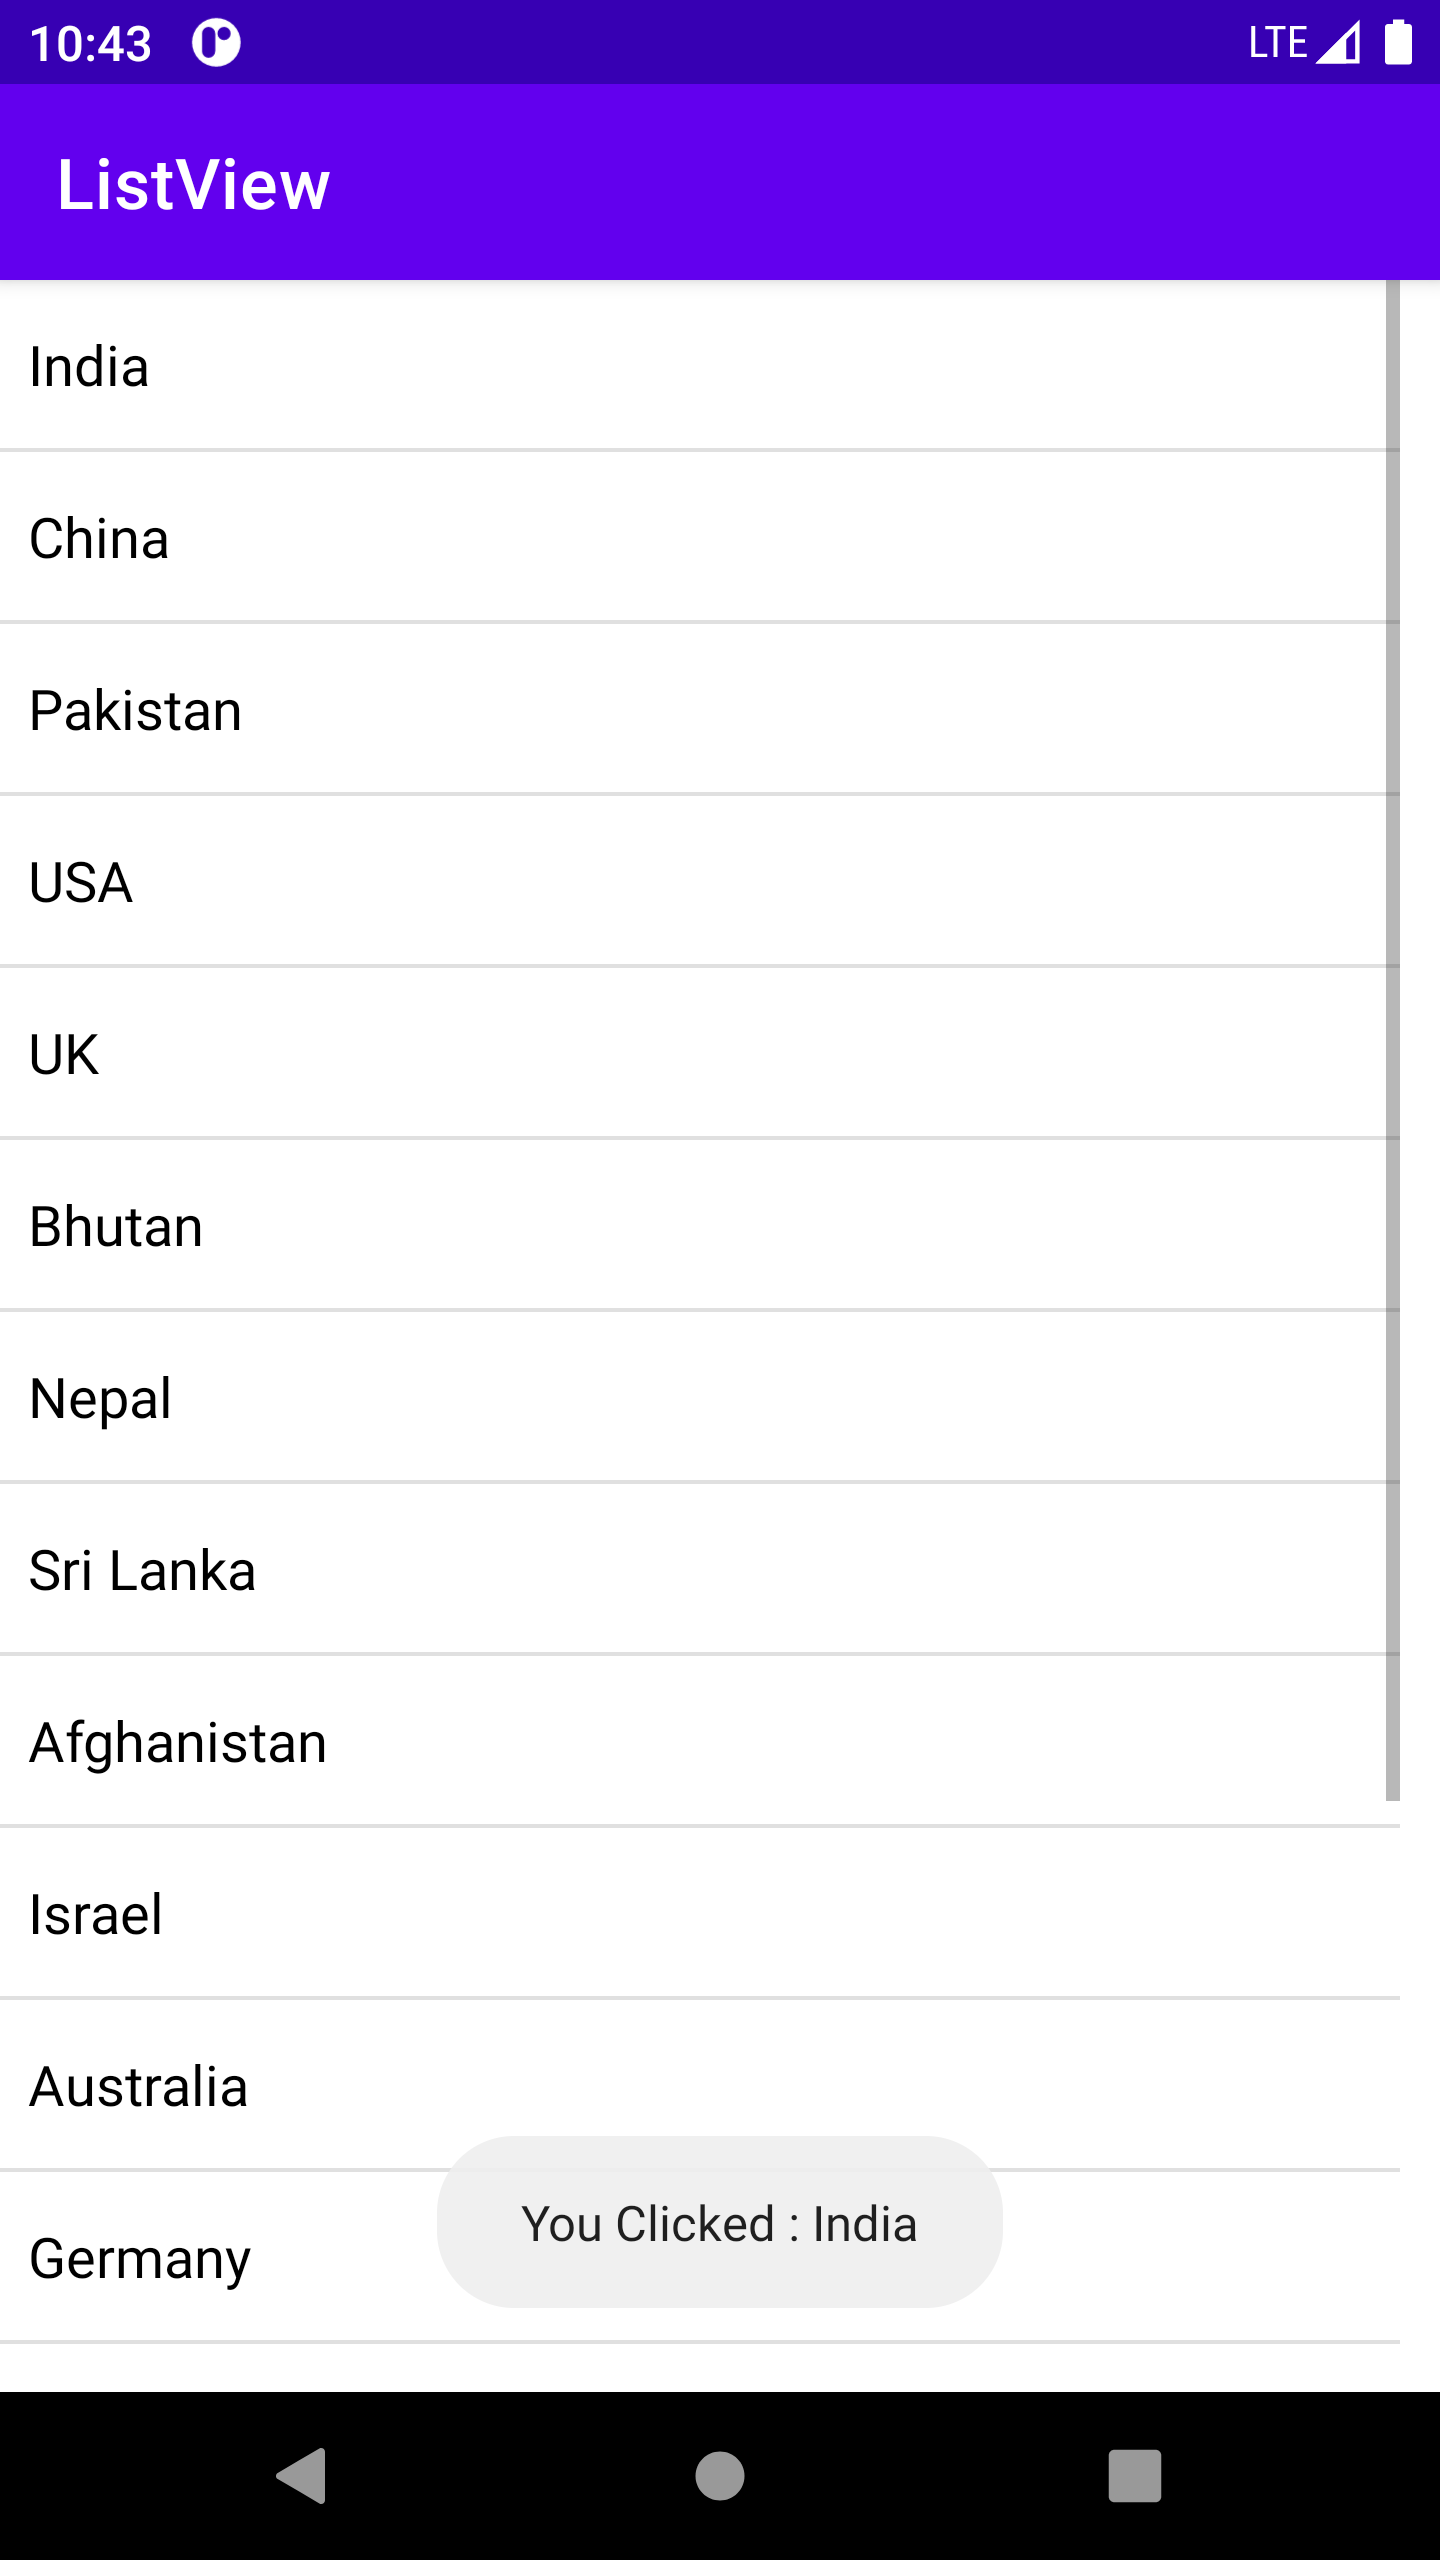 10:43 LTE
ListView
India
China
Pakistan
USA
UK
Bhutan
Nepal
Sri Lanka
Afghanistan
Israel
Australia
You Clicked : India
Germany